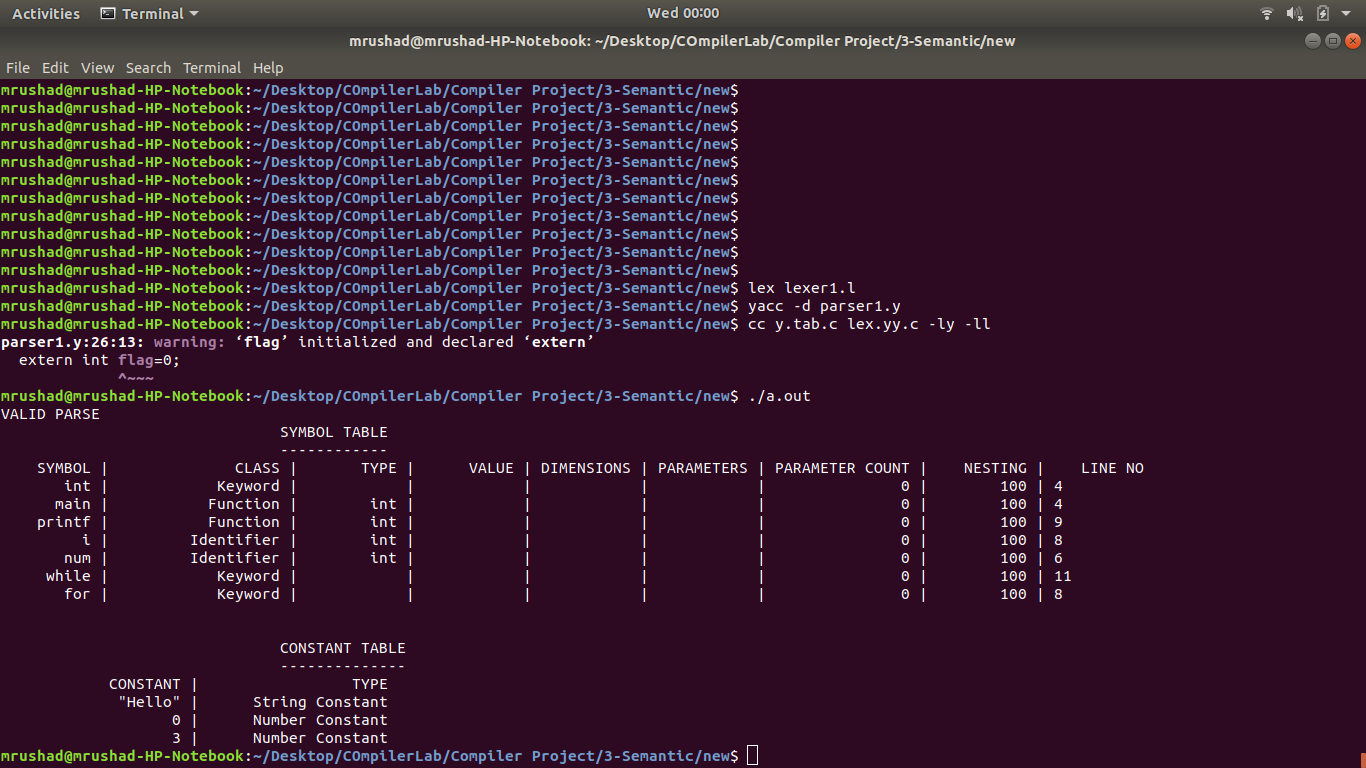 Activities Terminal Wed 00:00
mrushad@mrushad-HP-Notebook: ~/Desktop/COmpilerLab/Compiler Project/3-Semantic/new
File Edit View Search Terminal Help
mrushad@mrushad-HP-Notebook:~/Desktop/COmpilerLab/Compiler Project/3-Semantic/new$
mrushad@mrushad-HP-Notebook:~/Desktop/COmpilerLab/Compiler Project/3-Semantic/new$
mrushad@mrushad-HP-Notebook:~/Desktop/COmpilerLab/Compiler Project/3-Semantic/new$
mrushad@mrushad-HP-Notebook:~/Desktop/COmpilerLab/Compiler Project/3-Semantic/new$
mrushad@mrushad-HP-Notebook:~/Desktop/COmpilerLab/Compiler Project/3-Semantic/new$
mrushad@mrushad-HP-Notebook:~/Desktop/COmpilerLab/Compiler Project/3-Semantic/new$
mrushad@mrushad-HP-Notebook:~/Desktop/COmpilerLab/Compiler Project/3-Semantic/new$
mrushad@mrushad-HP-Notebook:~/Desktop/COmpilerLab/Compiler Project/3-Semantic/new$
mrushad@mrushad-HP-Notebook:~/Desktop/COmpilerLab/Compiler Project/3-Semantic/new$
mrushad@mrushad-HP-Notebook:~/Desktop/COmpilerLab/Compiler Project/3-Semantic/new$
mrushad@mrushad-HP-Notebook:~/Desktop/COmpilerLab/Compiler Project/3-Semantic/new$
mrushad@mrushad-HP-Notebook:~/Desktop/COmpilerLab/Compiler Project/3-Semantic/new$ lex lexer1.l
mrushad@mrushad-HP-Notebook:~/Desktop/COmpilerLab/Compiler Project/3-Semantic/new$ yacc -d parser1.y
mrushad@mrushad-HP-Notebook:~/Desktop/COmpilerLab/Compiler Project/3-Semantic/new$ cc y.tab.c lex.yy.c -ly -ll
parser1.y:26:13: warning: ‘flag’ initialized and declared ‘extern’
extern int flag=0;
^~~~
mrushad@mrushad-HP-Notebook:~/Desktop/COmpilerLab/Compiler Project/3-Semantic/new$ ./a.out
VALID PARSE
SYMBOL TABLE
------------
SYMBOL | CLASS | TYPE | VALUE | DIMENSIONS | PARAMETERS | PARAMETER COUNT | NESTING | LINE NO
int | Keyword | | | | | 0 | 100 | 4
main | Function | int | | | | 0 | 100 | 4
printf | Function | int | | | | 0 | 100 | 9
i | Identifier | int | | | | 0 | 100 | 8
num | Identifier | int | | | | 0 | 100 | 6
while | Keyword | | | | | 0 | 100 | 11
for | Keyword | | | | | 0 | 100 | 8
CONSTANT TABLE
--------------
CONSTANT | TYPE
"Hello" | String Constant
0 | Number Constant
3 | Number Constant
mrushad@mrushad-HP-Notebook:~/Desktop/COmpilerLab/Compiler Project/3-Semantic/new$